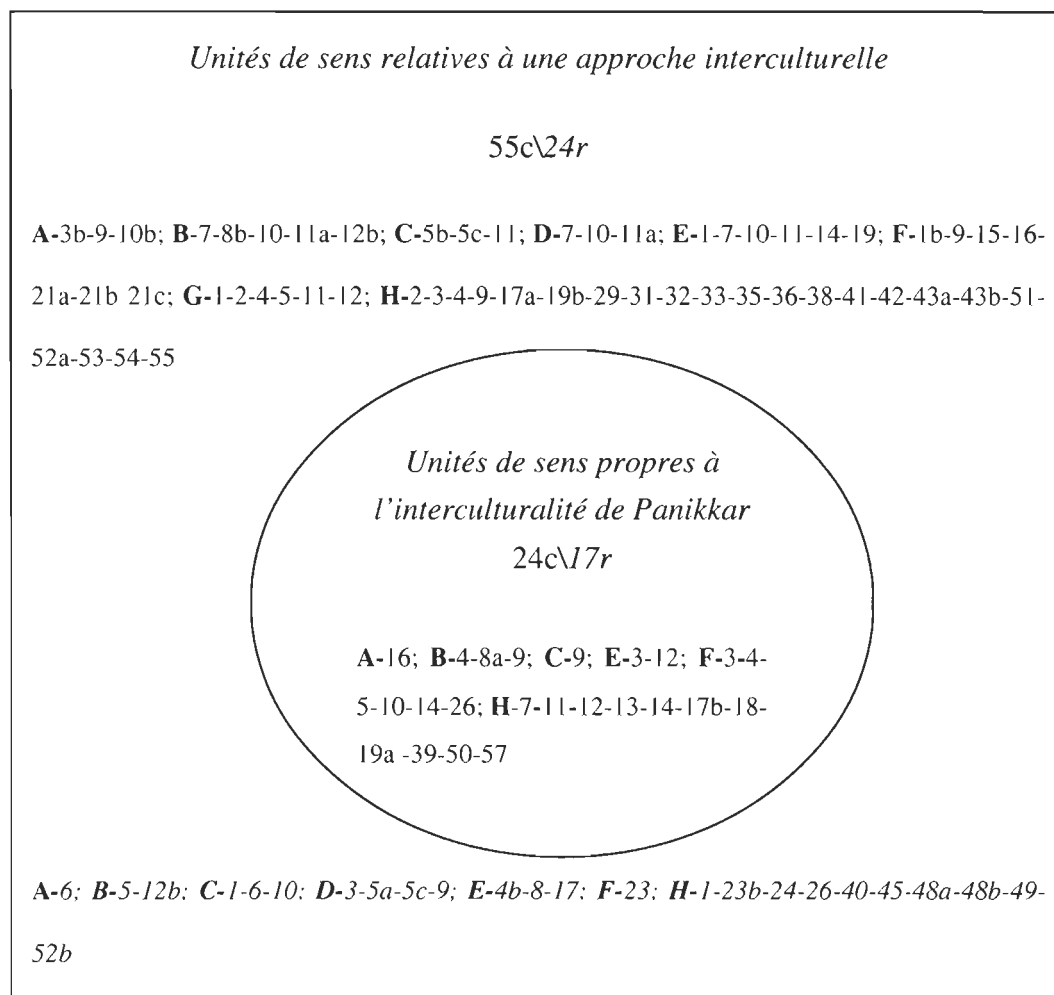 Unités de sens relatives à une approche interculturelle
55c\24r
A-3b-9-10b; B-7-8b-10-11a-12b; C-5b-5c-11; D-7-10-11a; E-1-7-10-11-14-19; F-1b-9-15-16-
21a-21b 21c; G-1-2-4-5-11-12; H-2-3-4-9-17a-19b-29-31-32-33-35-36-38-41-42-43a-43b-51-
52a-53-54-55
Unités de sens propres à
l'interculturalité de Panikkar
24c\17r
A-16; B-4-8a-9; C-9; E-3-12; F-3-4-
5-10-14-26; H-7-11-12-13-14-17b-18-
19a -39-50-57
A-6; B-5-12b; C-1-6-10; D-3-5a-5c-9; E-4b-8-17; F-23; H-1-23b-24-26-40-45-48a-48b-49-
52b